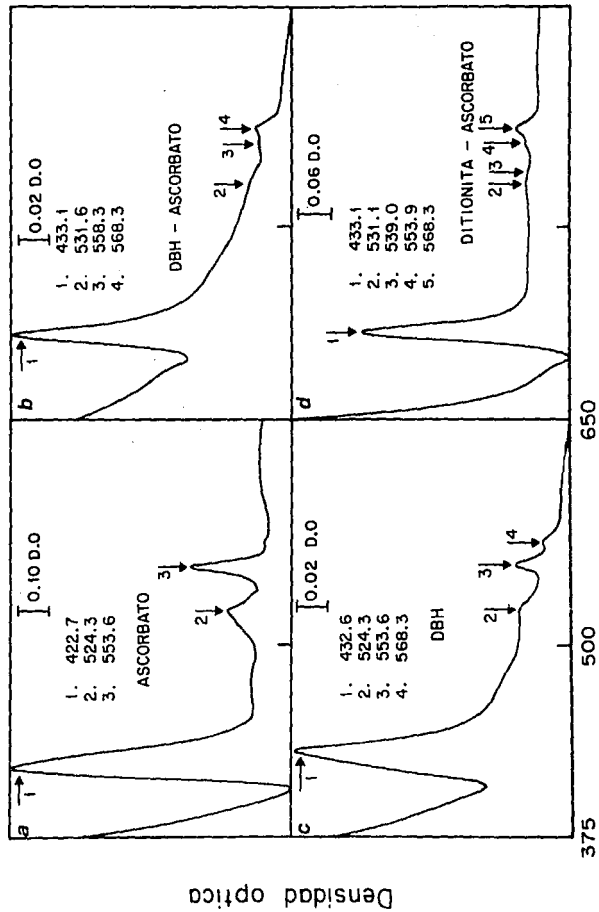 Densidad optica
a
0.10 D.O
1. 422.7
2. 524.3
3. 553.6
ASCORBATO
1
2
3
b
0.02 D.O
1. 433.1
2. 531.6
3. 558.3
4. 568.3
DBH - ASCORBATO
1
2
3
4
c
0.02 D.O
1. 432.6
2. 524.3
3. 553.6
4. 568.3
DBH
1
2
3
4
d
0.06 D.O
1. 433.1
2. 531.1
3. 539.0
4. 553.9
5. 568.3
DITIONITA - ASCORBATO
1
2
3
4
5
375
500
650